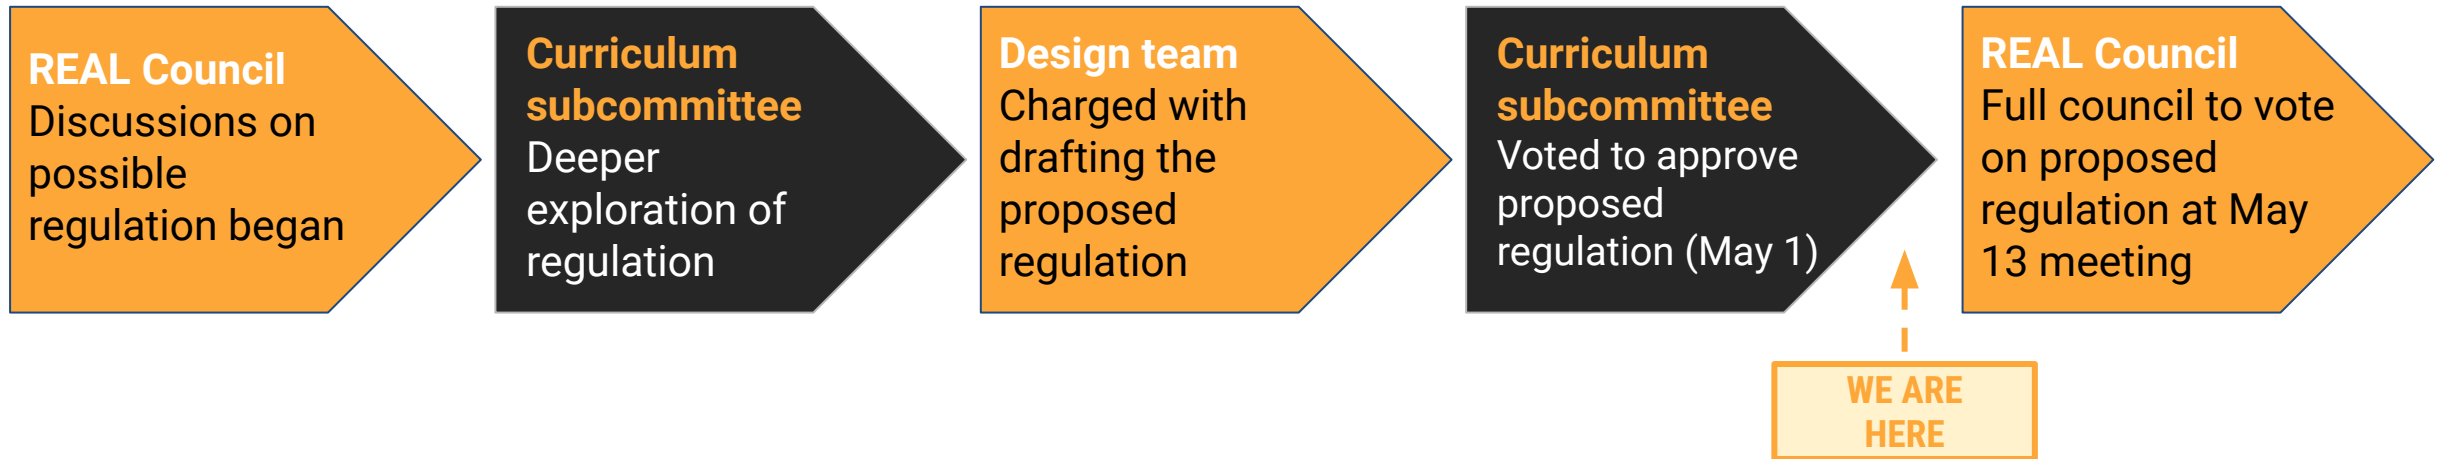 REAL Council
Discussions on
possible
regulation began
Curriculum
subcommittee
Deeper
exploration of
regulation
Design team
Charged with
drafting the
proposed
regulation
Curriculum
subcommittee
Voted to approve
proposed
regulation (May 1)
REAL Council
Full council to vote
on proposed
regulation at May
13 meeting
WE ARE
HERE